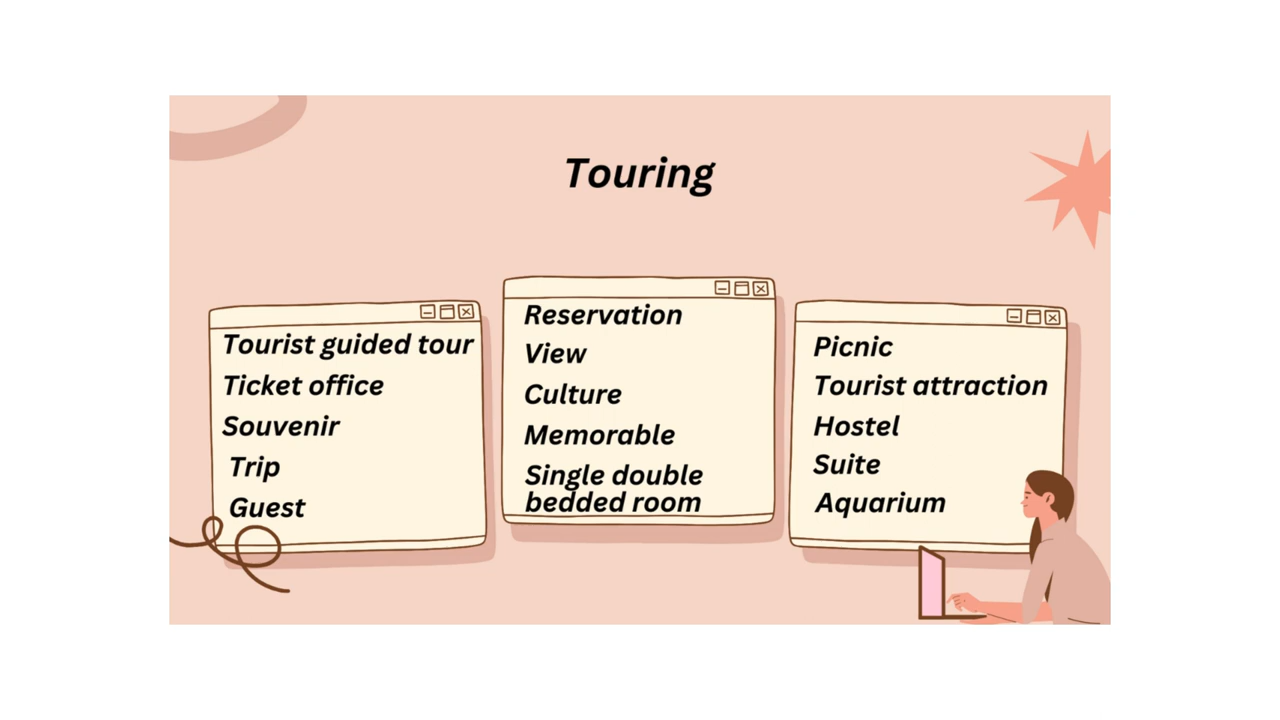 Touring
Tourist guided tour
Ticket office
Souvenir
Trip
Guest
Reservation
View
Culture
Memorable
Single double
bedded room
Picnic
Tourist attraction
Hostel
Suite
Aquarium